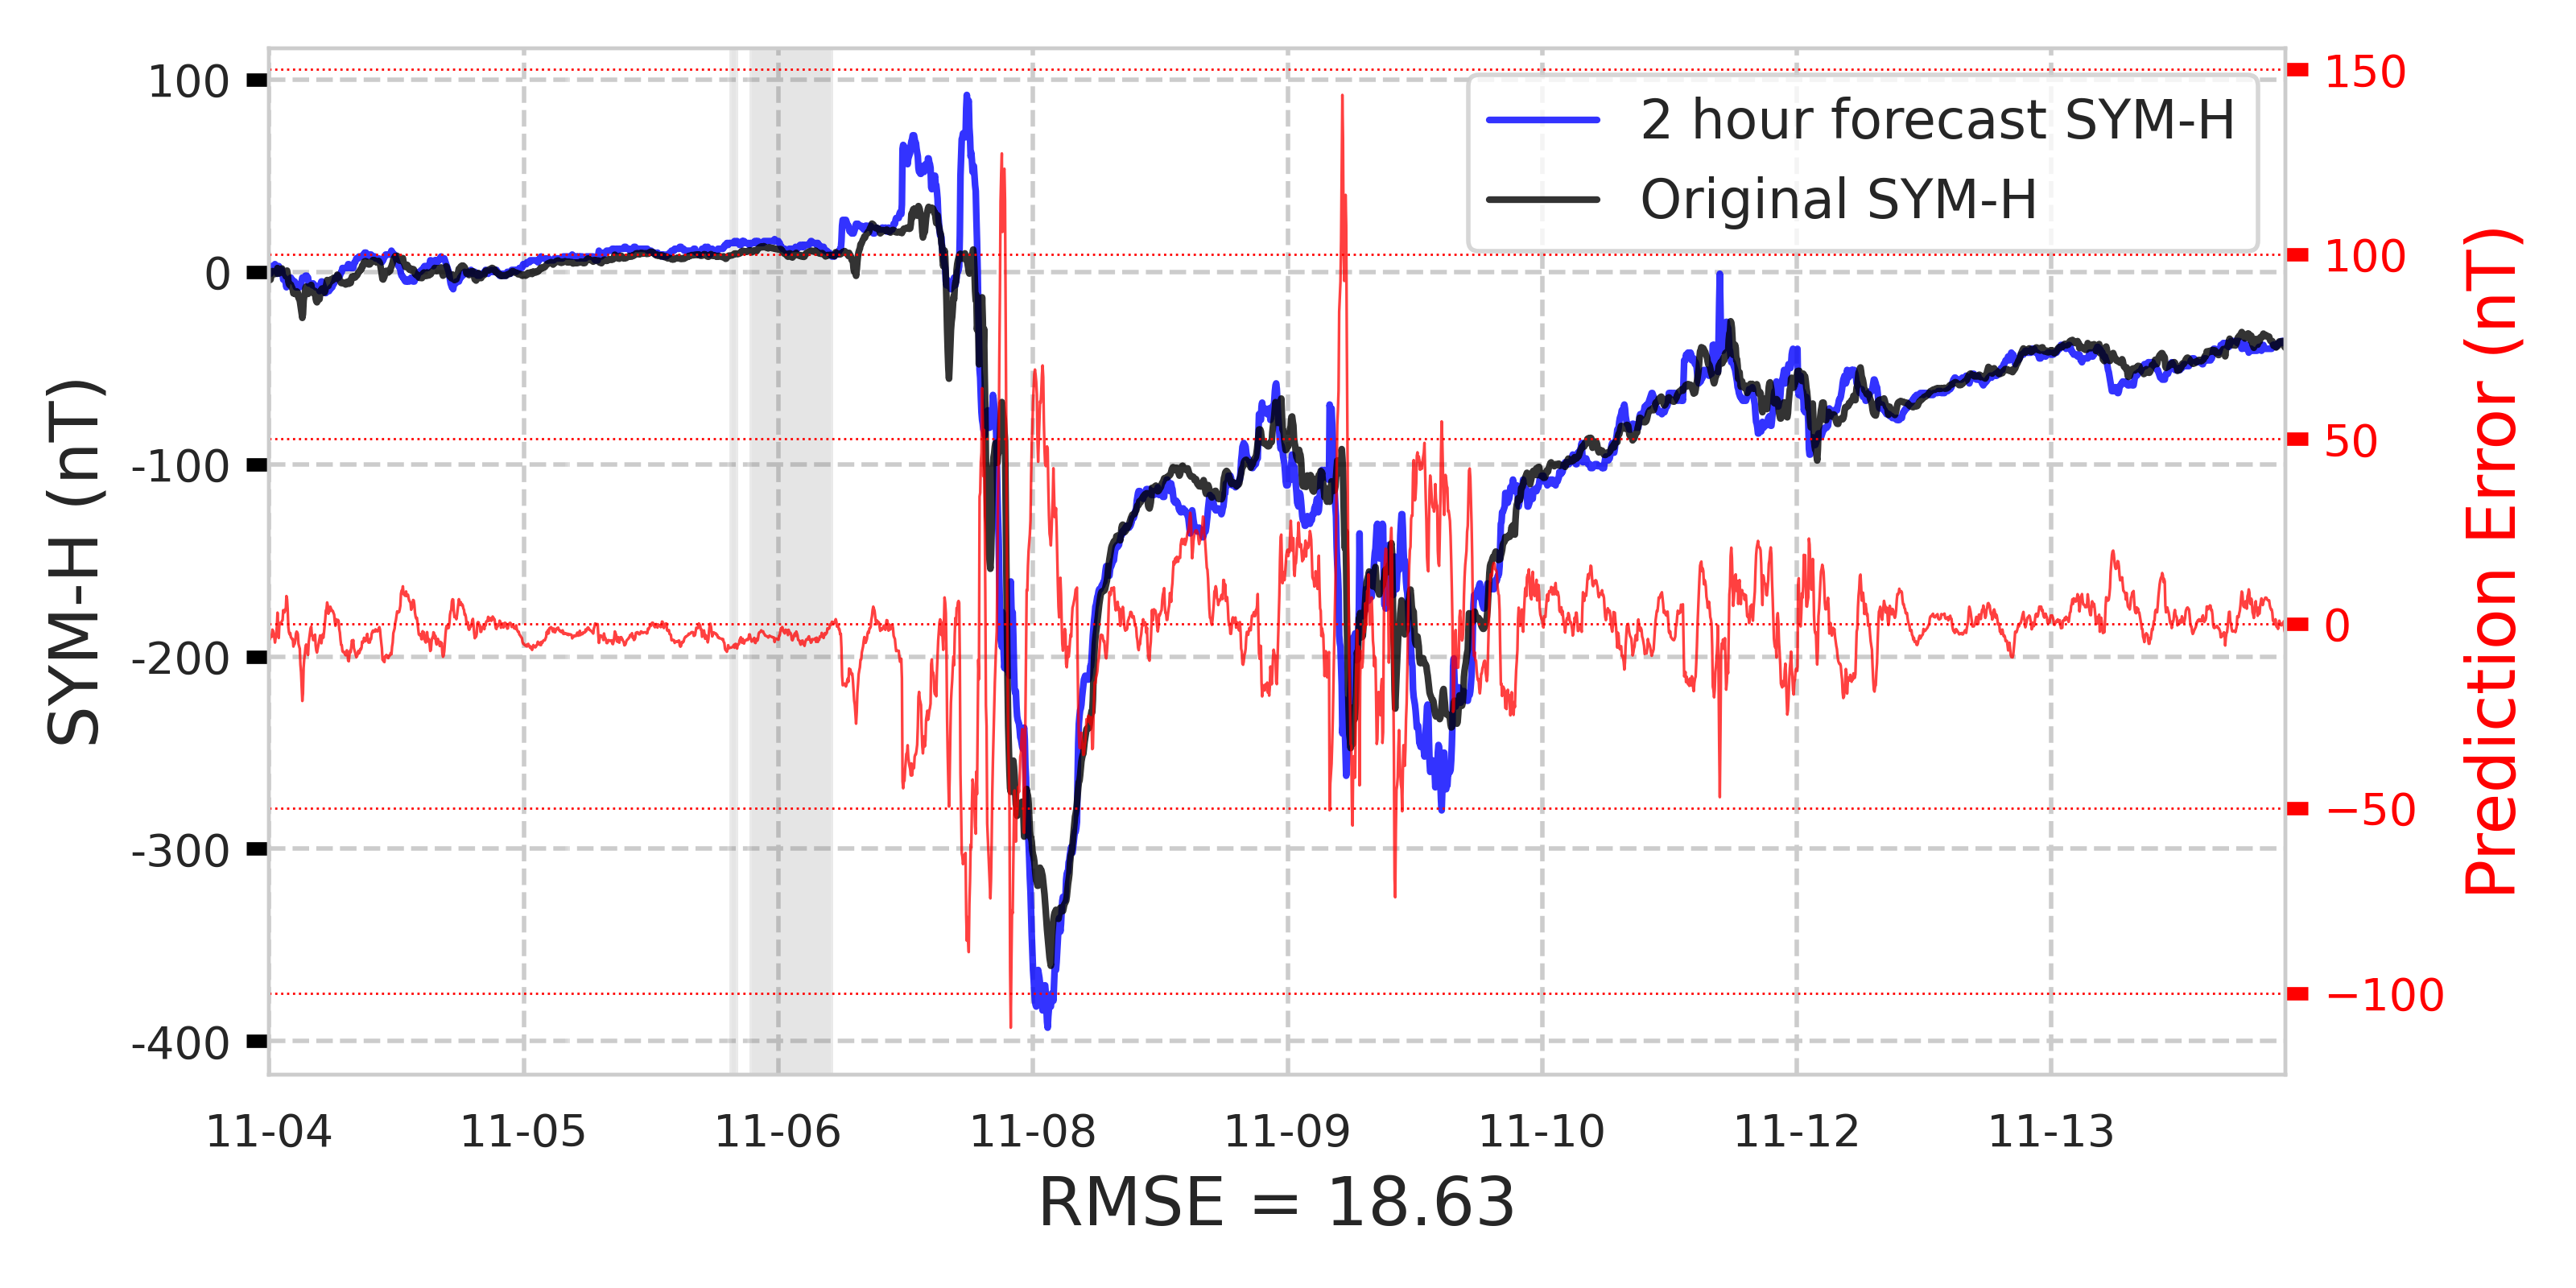 2 hour forecast SYM-H
Original SYM-H
SYM-H (nT)
100
0
-100
-200
-300
-400
Prediction Error (nT)
150
100
50
0
−50
−100
11-04 11-05 11-06 11-08 11-09 11-10 11-12 11-13
RMSE = 18.63